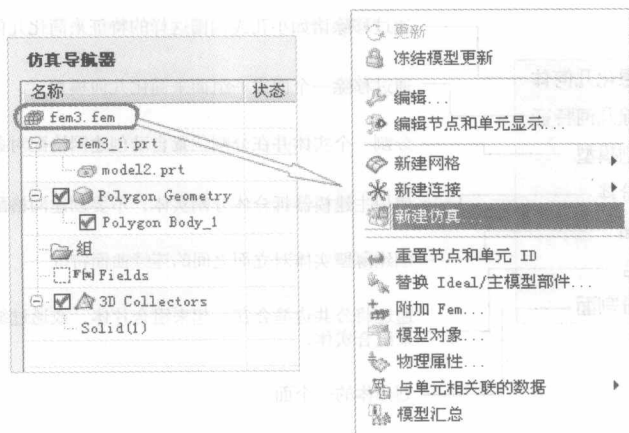 仿真导航器
名称 状态
fem3.fem
fem3_i.prt
model2.prt
Polygon Geometry
Polygon Body_1
组
F(x) Fields
3D Collectors
Solid(1)
更新
冻结模型更新
编辑...
编辑节点和单元显示...
新建网格
新建连接
新建仿真...
重置节点和单元 ID
替换 Ideal/主模型部件...
附加 Fem...
模型对象...
物理属性...
与单元相关联的数据
模型汇总